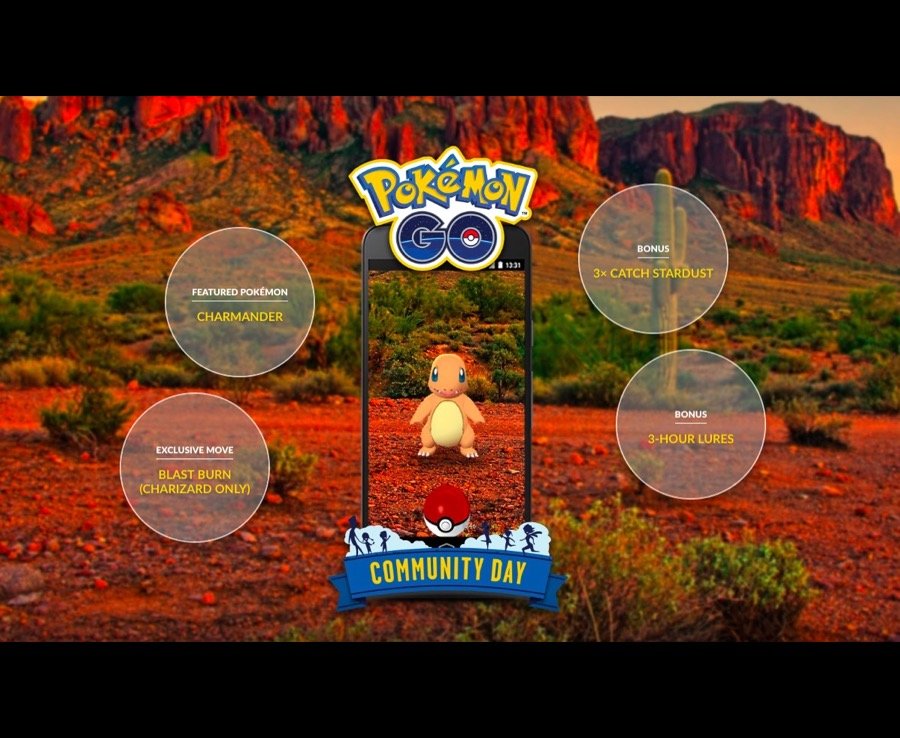 POKÉMON
GO
™
13:31
FEATURED POKÉMON
CHARMANDER
EXCLUSIVE MOVE
BLAST BURN
(CHARIZARD ONLY)
BONUS
3× CATCH STARDUST
BONUS
3-HOUR LURES
COMMUNITY DAY